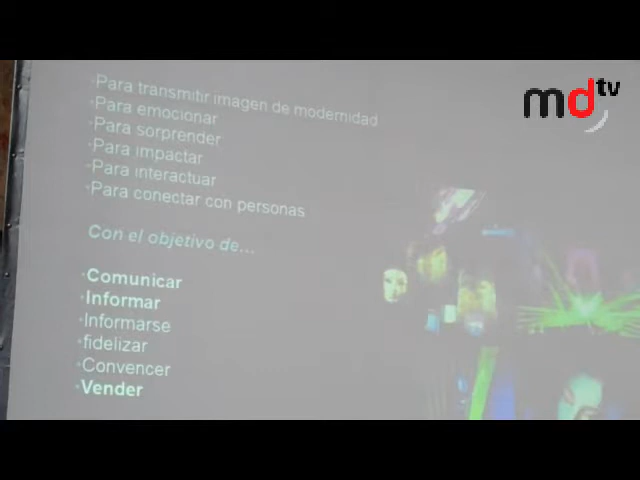 mdtv
•Para transmitir imagen de modernidad
•Para emocionar
•Para sorprender
•Para impactar
•Para interactuar
•Para conectar con personas
Con el objetivo de...
•Comunicar
•Informar
•Informarse
•fidelizar
•Convencer
•Vender